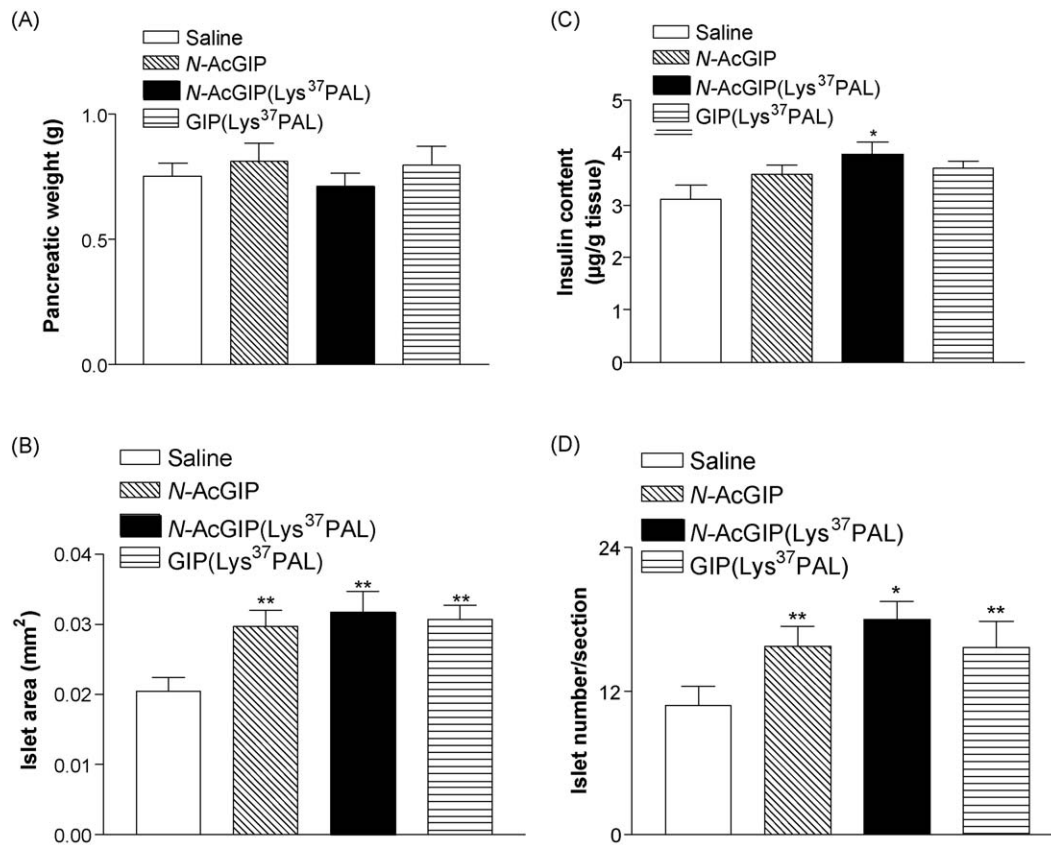 (A)
Saline
N-AcGIP
N-AcGIP(Lys³⁷PAL)
GIP(Lys³⁷PAL)
Pancreatic weight (g)
1.0
0.5
0.0
(C)
Saline
N-AcGIP
N-AcGIP(Lys³⁷PAL)
GIP(Lys³⁷PAL)
Insulin content
(µg/g tissue)
5
4
3
2
1
0
*
(B)
Saline
N-AcGIP
N-AcGIP(Lys³⁷PAL)
GIP(Lys³⁷PAL)
Islet area (mm²)
0.04
0.03
0.02
0.01
0.00
** ** **
(D)
Saline
N-AcGIP
N-AcGIP(Lys³⁷PAL)
GIP(Lys³⁷PAL)
Islet number/section
24
12
0
** * **